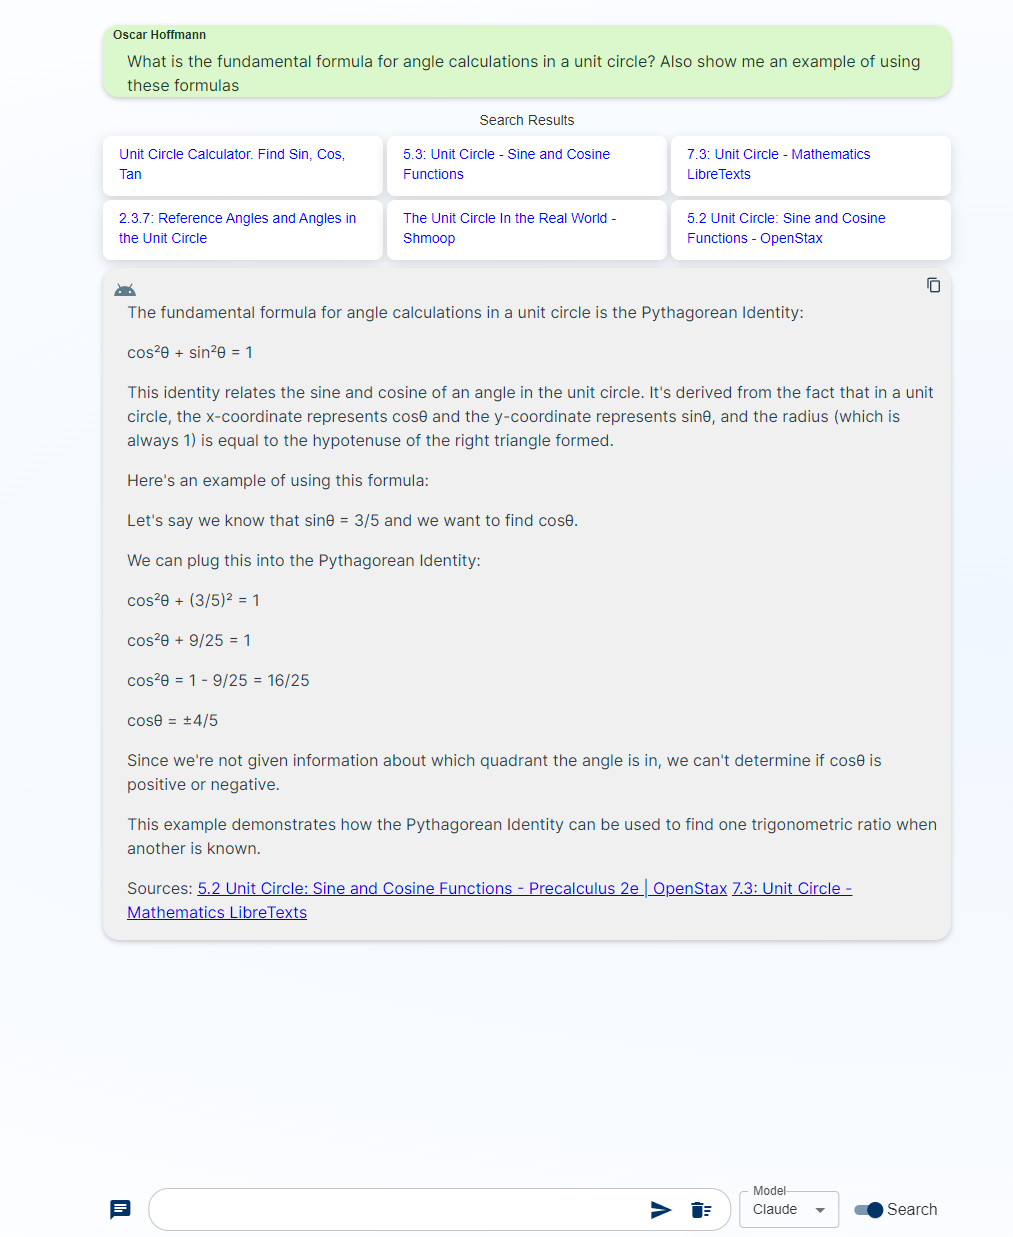 Oscar Hoffmann
What is the fundamental formula for angle calculations in a unit circle? Also show me an example of using
these formulas
Search Results
Unit Circle Calculator. Find Sin, Cos,
Tan
5.3: Unit Circle - Sine and Cosine
Functions
7.3: Unit Circle - Mathematics
LibreTexts
2.3.7: Reference Angles and Angles in
the Unit Circle
The Unit Circle In the Real World -
Shmoop
5.2 Unit Circle: Sine and Cosine
Functions - OpenStax
The fundamental formula for angle calculations in a unit circle is the Pythagorean Identity:
cos²θ + sin²θ = 1
This identity relates the sine and cosine of an angle in the unit circle. It's derived from the fact that in a unit
circle, the x-coordinate represents cosθ and the y-coordinate represents sinθ, and the radius (which is
always 1) is equal to the hypotenuse of the right triangle formed.
Here's an example of using this formula:
Let's say we know that sinθ = 3/5 and we want to find cosθ.
We can plug this into the Pythagorean Identity:
cos²θ + (3/5)² = 1
cos²θ + 9/25 = 1
cos²θ = 1 - 9/25 = 16/25
cosθ = ±4/5
Since we're not given information about which quadrant the angle is in, we can't determine if cosθ is
positive or negative.
This example demonstrates how the Pythagorean Identity can be used to find one trigonometric ratio when
another is known.
Sources: 5.2 Unit Circle: Sine and Cosine Functions - Precalculus 2e | OpenStax 7.3: Unit Circle -
Mathematics LibreTexts
Model
Claude
Search